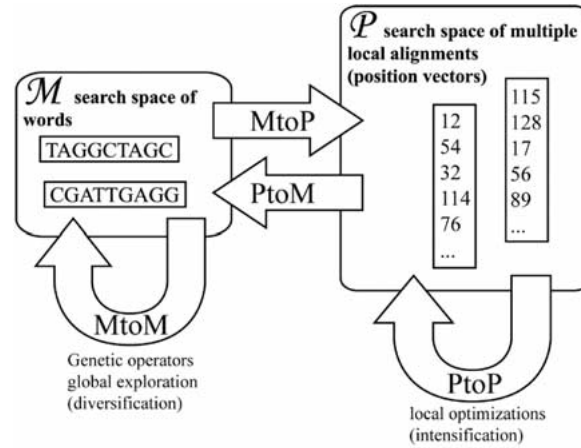 𝓜 search space of
words
TAGGCTAGC
CGATTGAGG
MtoM
Genetic operators
global exploration
(diversification)
MtoP
PtoM
𝓟 search space of multiple
local alignments
(position vectors)
12
54
32
114
76
...
115
128
17
56
89
...
PtoP
local optimizations
(intensification)